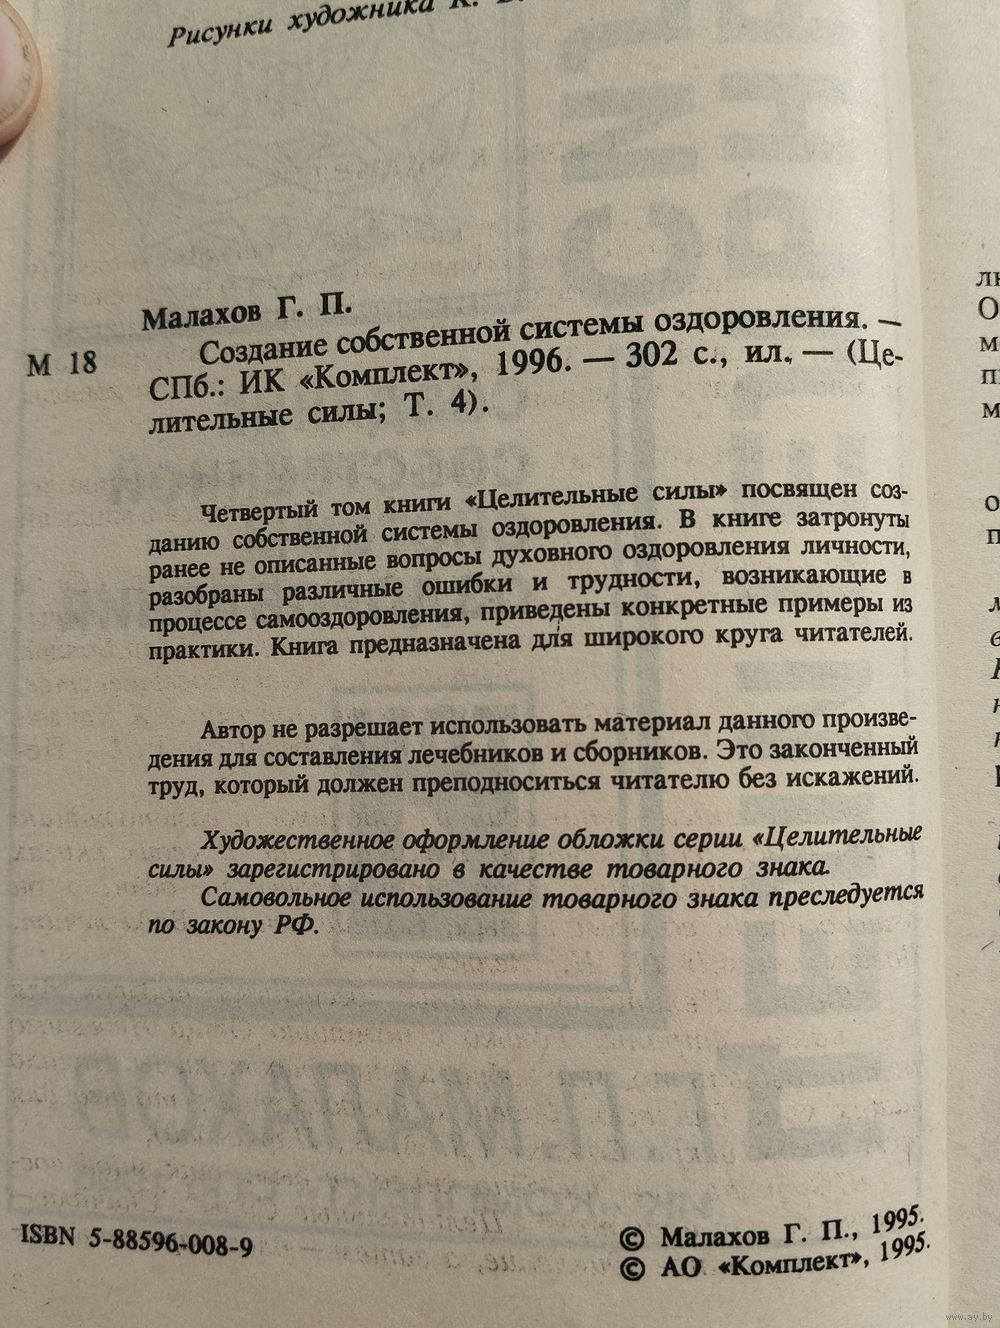 Рисунки художника К.
Малахов Г. П.
М 18
Создание собственной системы оздоровления. —
СПб.: ИК «Комплект», 1996. — 302 с., ил. — (Це-
лительные силы; Т. 4).
Четвертый том книги «Целительные силы» посвящен соз-
данию собственной системы оздоровления. В книге затронуты
ранее не описанные вопросы духовного оздоровления личности,
разобраны различные ошибки и трудности, возникающие в
процессе самооздоровления, приведены конкретные примеры из
практики. Книга предназначена для широкого круга читателей.
Автор не разрешает использовать материал данного произве-
дения для составления лечебников и сборников. Это законченный
труд, который должен преподноситься читателю без искажений.
Художественное оформление обложки серии «Целительные
силы» зарегистрировано в качестве товарного знака.
Самовольное использование товарного знака преследуется
по закону РФ.
ISBN 5-88596-008-9
© Малахов Г. П., 1995.
© АО «Комплект», 1995.
www.ay.by